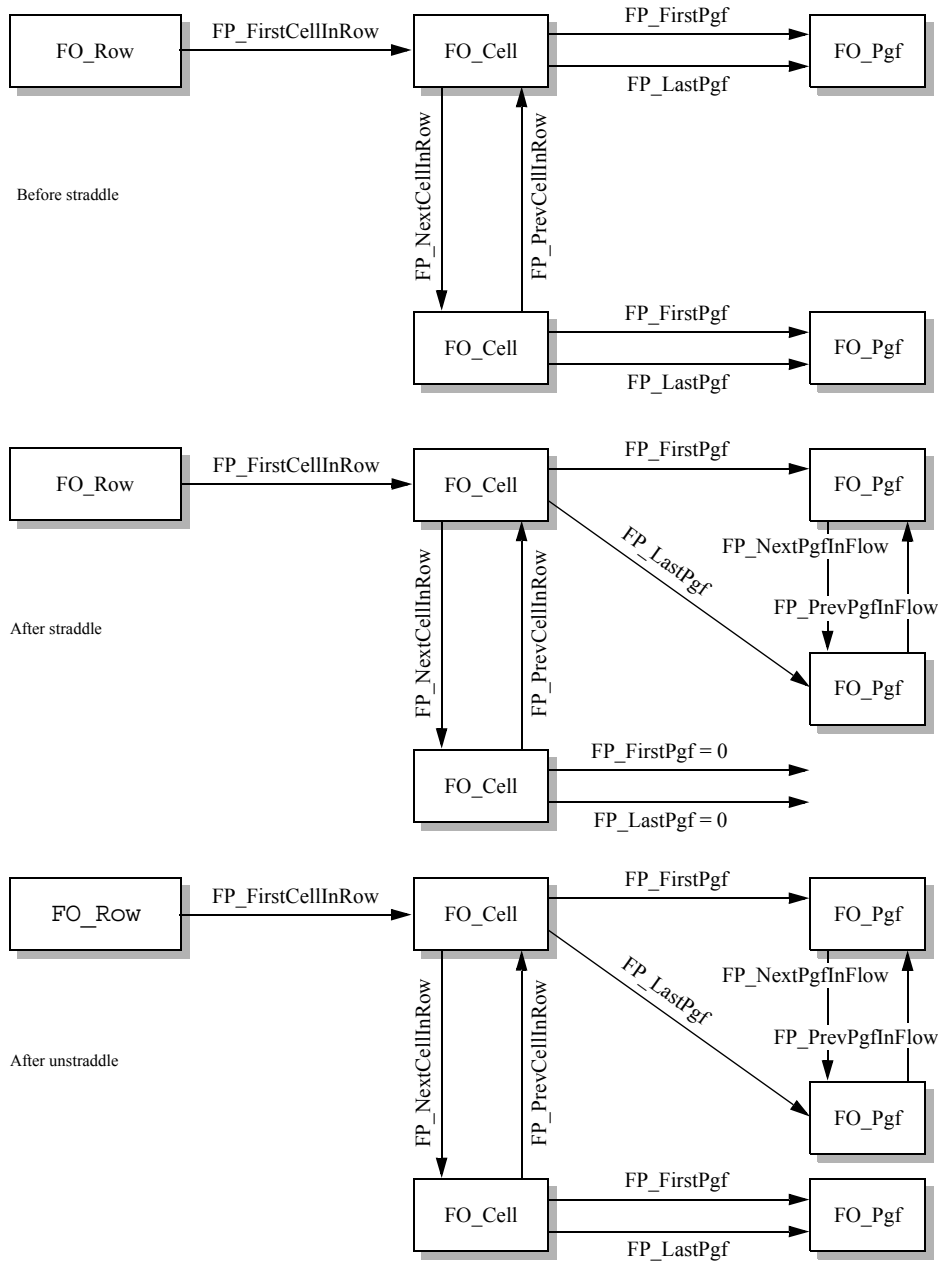 FP_FirstPgf
FP_FirstCellInRow
FO_Row
FO_Cell
FO_Pgf
FP_LastPgf
FP_NextCellInRow
FP_PrevCellInRow
Before straddle
FP_FirstPgf
FO_Cell
FO_Pgf
FP_LastPgf
FP_FirstPgf
FP_FirstCellInRow
FO_Row
FO_Cell
FO_Pgf
FP_LastPgf
FP_NextPgfInFlow
FP_NextCellInRow
FP_PrevCellInRow
FP_PrevPgfInFlow
After straddle
FO_Pgf
FP_FirstPgf = 0
FO_Cell
FP_LastPgf = 0
FP_FirstPgf
FP_FirstCellInRow
FO_Row
FO_Cell
FO_Pgf
FP_LastPgf
FP_NextPgfInFlow
FP_NextCellInRow
FP_PrevCellInRow
FP_PrevPgfInFlow
After unstraddle
FO_Pgf
FP_FirstPgf
FO_Cell
FO_Pgf
FP_LastPgf